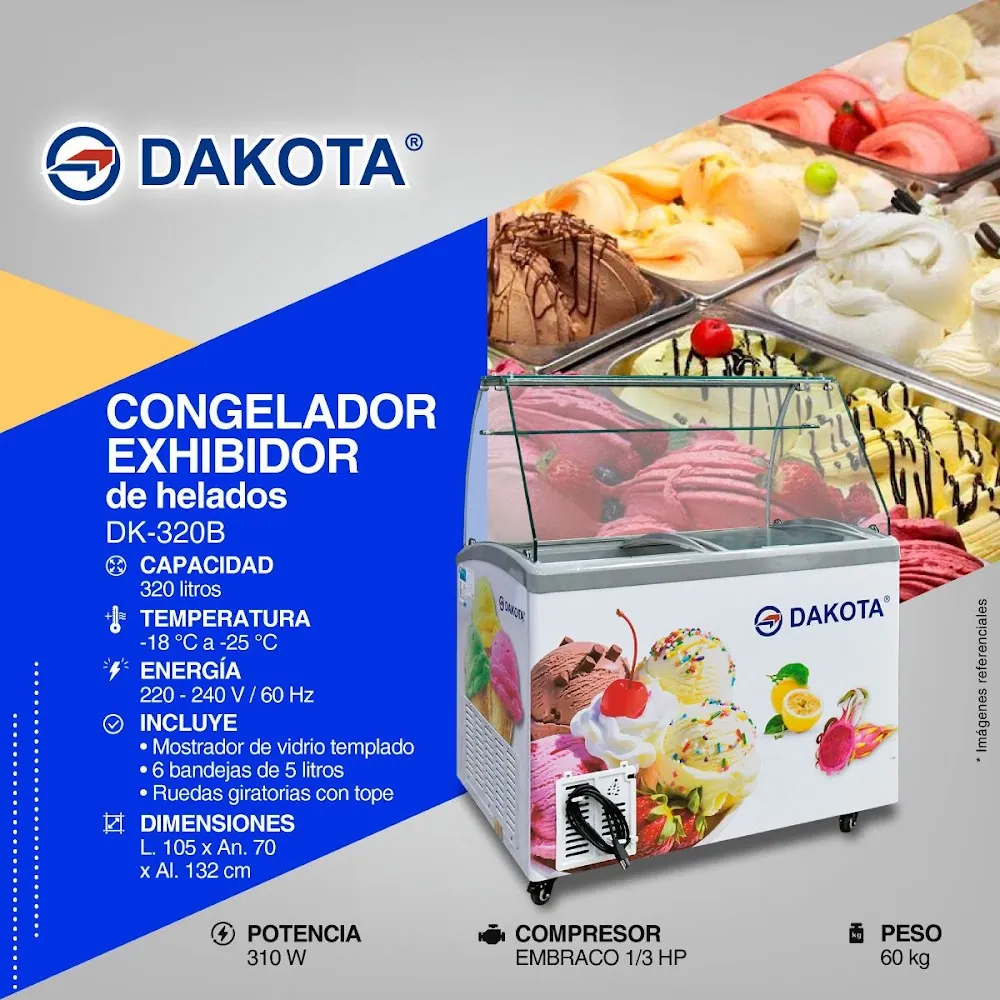 DAKOTA®
CONGELADOR
EXHIBIDOR
de helados
DK-320B
CAPACIDAD
320 litros
TEMPERATURA
-18 °C a -25 °C
ENERGÍA
220 - 240 V / 60 Hz
INCLUYE
• Mostrador de vidrio templado
• 6 bandejas de 5 litros
• Ruedas giratorias con tope
DIMENSIONES
L. 105 x An. 70
x Al. 132 cm
DAKOTA®
DAKOTA®
* Imágenes referenciales
POTENCIA
310 W
COMPRESOR
EMBRACO 1/3 HP
kg
PESO
60 kg